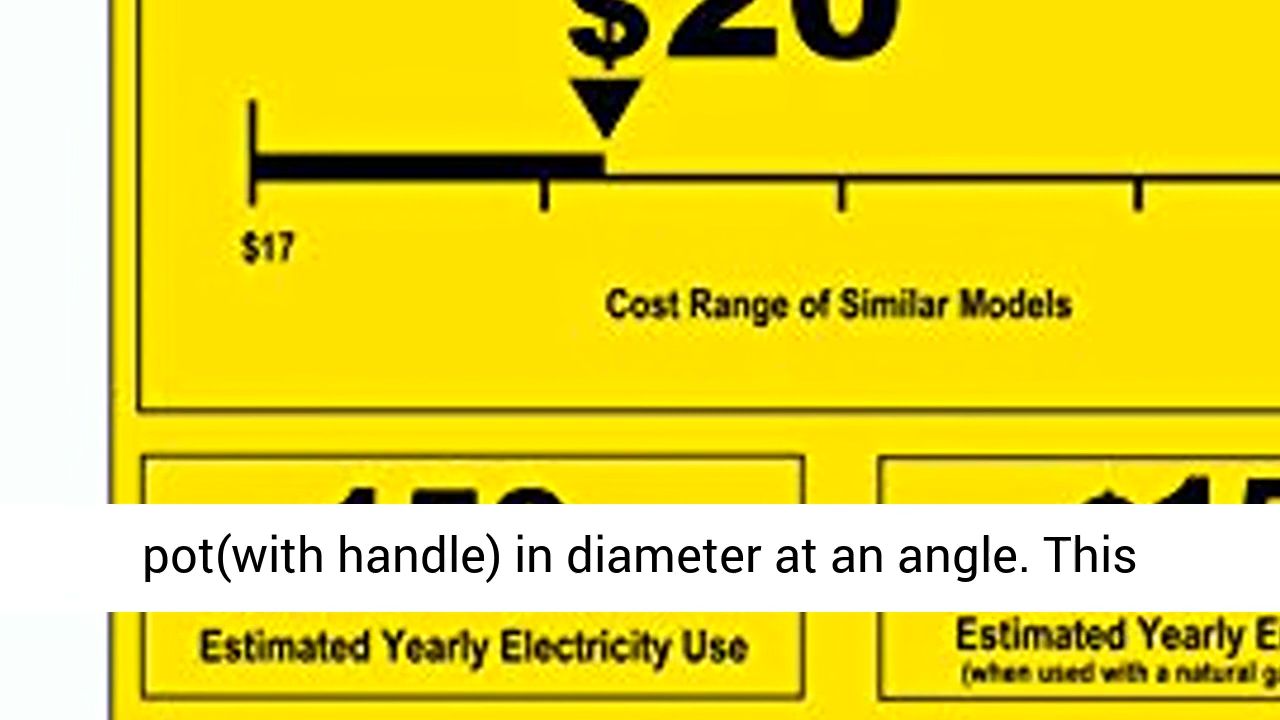 $20
$17
Cost Range of Similar Models
pot(with handle) in diameter at an angle. This
Estimated Yearly Electricity Use
Estimated Yearly
(when used with a natural